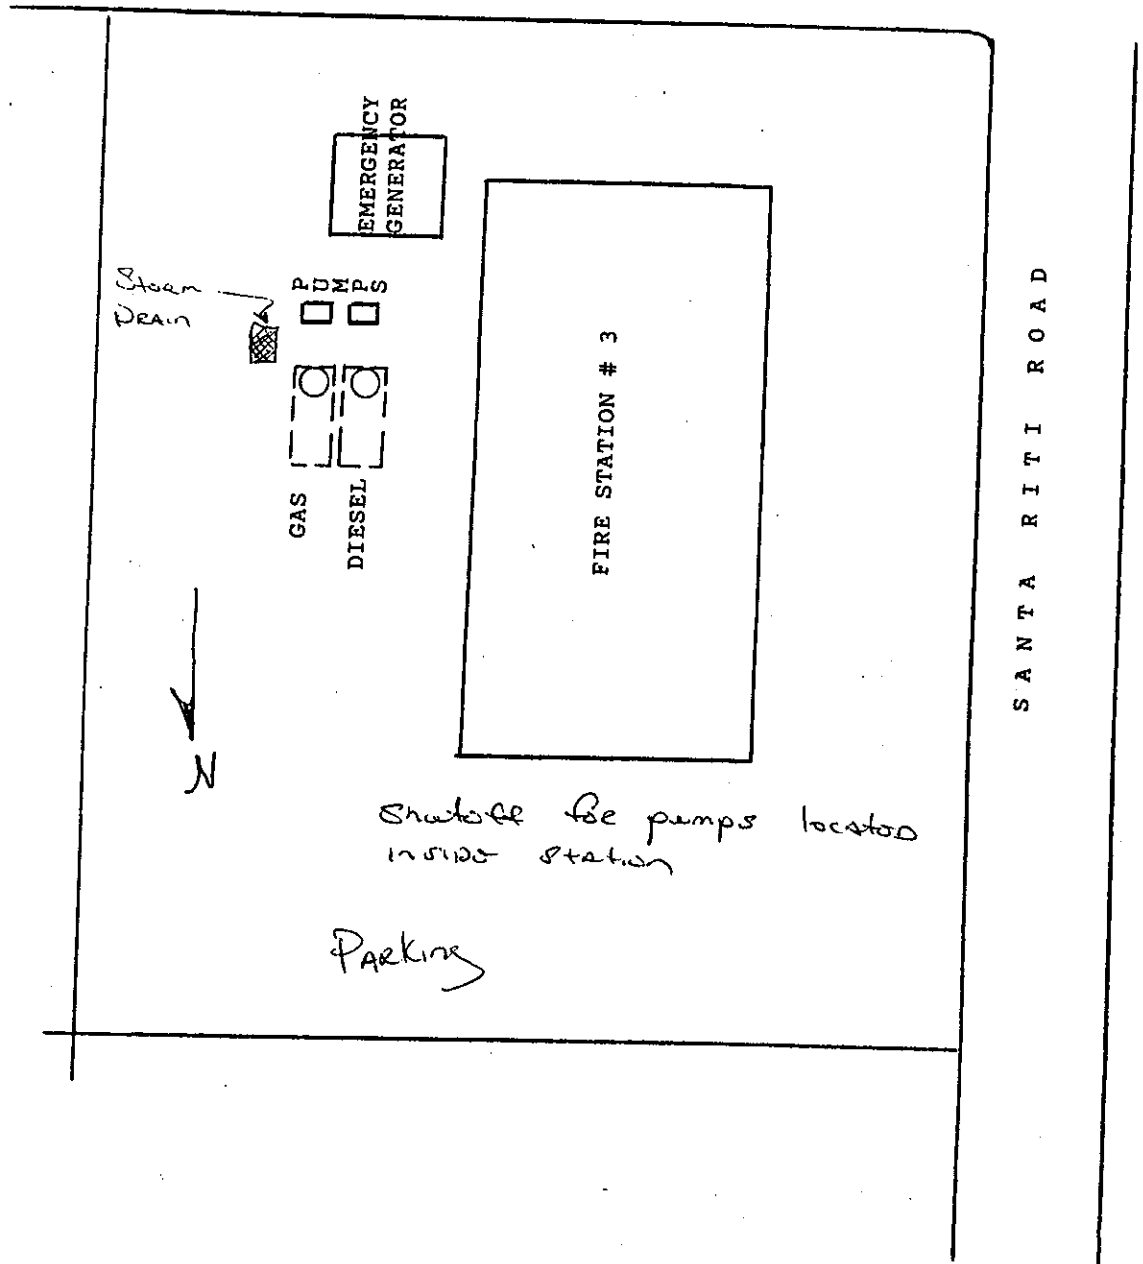 EMERGENCY
GENERATOR
PUMPS
Storm
Drain
GAS
DIESEL
FIRE STATION # 3
SANTA RITI ROAD
N
Shutoff for pumps located
inside station
Parking